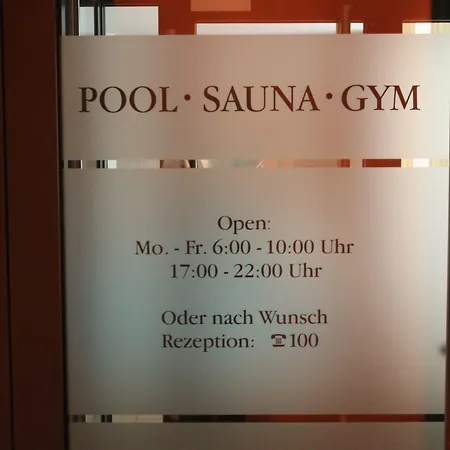 POOL · SAUNA · GYM
Open:
Mo. - Fr. 6:00 - 10:00 Uhr
17:00 - 22:00 Uhr
Oder nach Wunsch
Rezeption: ☎100